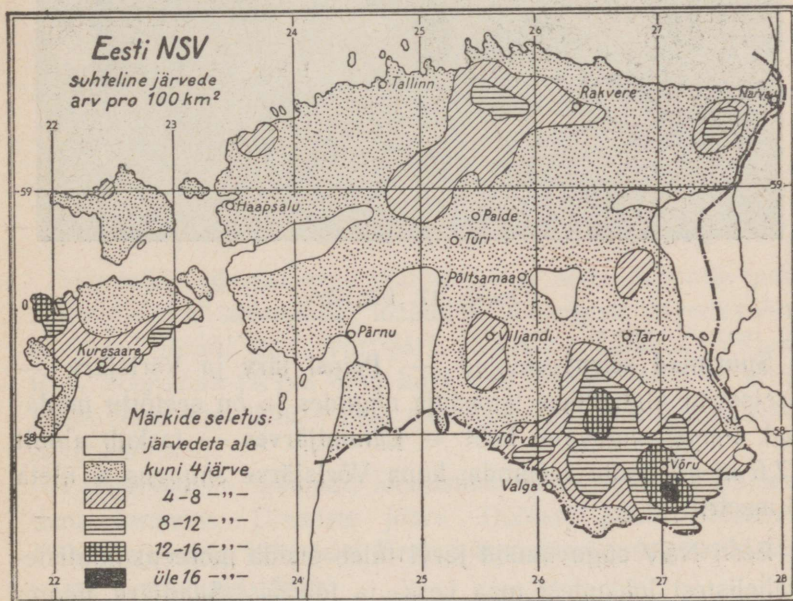 Eesti NSV
suhteline järvede
arv pro 100 km²
24 25 26 27
22 23
Tallinn
Rakvere
Narva
59 59
Haapsalu
Paide
Türi
Põltsamaa
Pärnu
Viljandi
Tartu
Kuresaare
Märkide seletus:
järvedeta ala
kuni 4 järve
4-8 -"-
8-12 -"-
12-16 -"-
üle 16 -"-
58 58
Tõrva
Valga
Võru
22 23 24 25 26 27 28